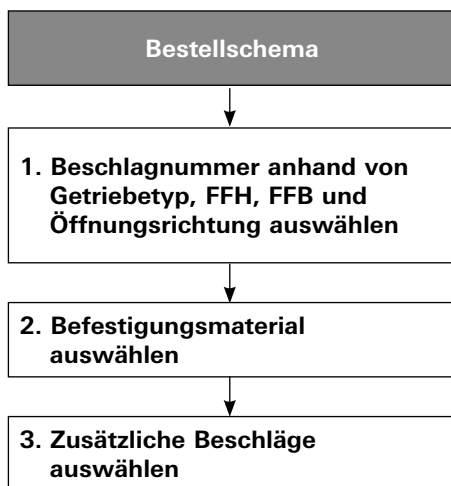 Bestellschema
1. Beschlagnummer anhand von
Getriebetyp, FFH, FFB und
Öffnungsrichtung auswählen
2. Befestigungsmaterial
auswählen
3. Zusätzliche Beschläge
auswählen